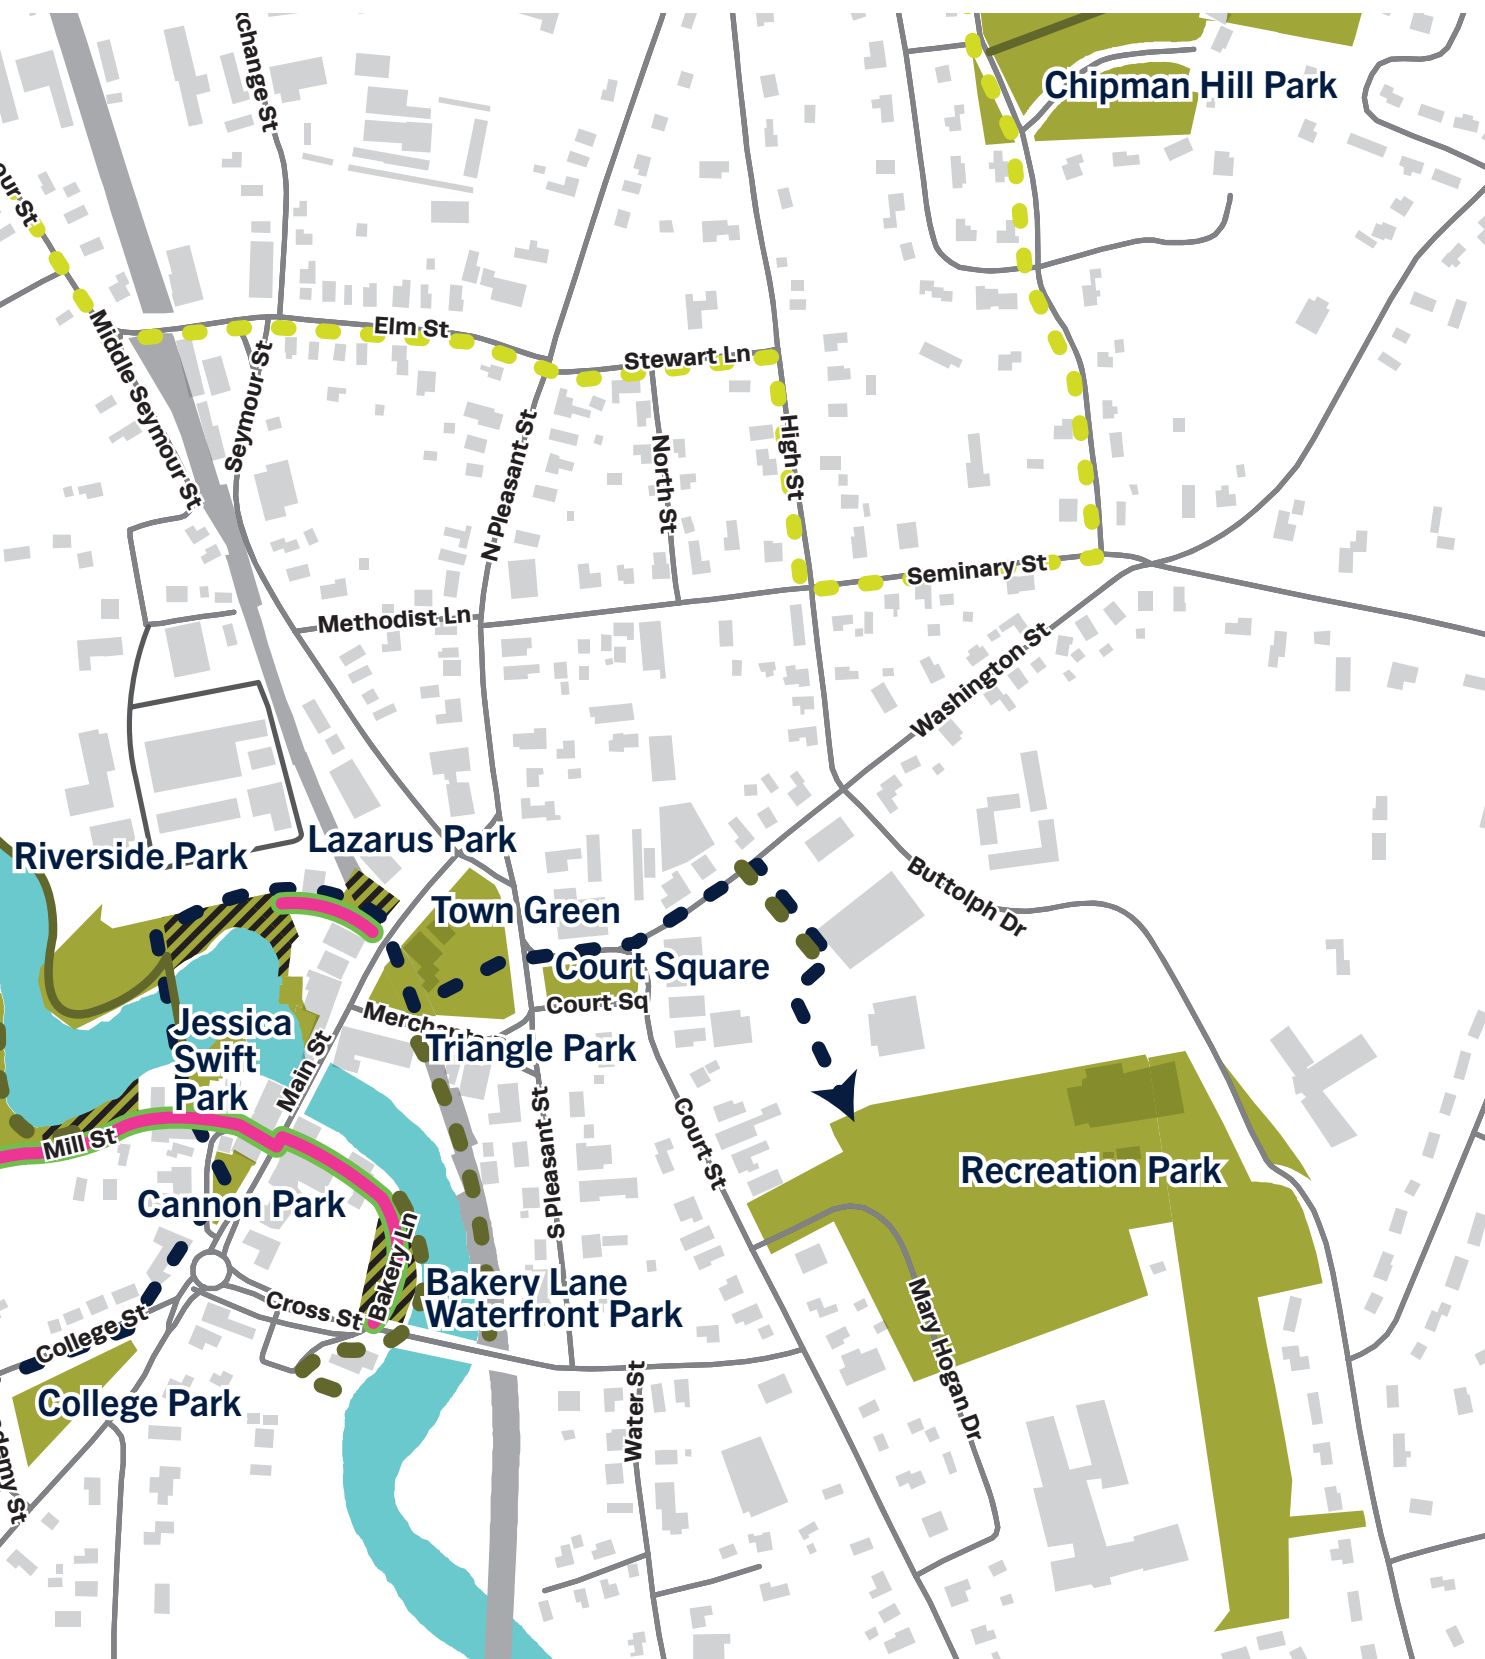 Chipman Hill Park
Elm St
Stewart Ln
Middle Seymour St
Seymour St
N Pleasant St
North St
High St
Seminary St
Methodist Ln
Washington St
Riverside Park
Lazarus Park
Town Green
Court Square
Court Sq
Buttolph Dr
Jessica
Swift
Park
Main St
Triangle Park
Mill St
S Pleasant St
Court St
Recreation Park
Cannon Park
Bakery Ln
Bakery Lane
Waterfront Park
Cross St
College St
College Park
Mary Hogan Dr
Water St